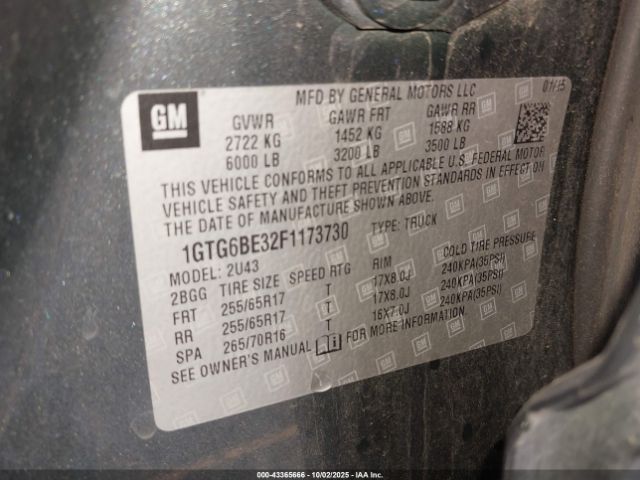 GM
MFD BY GENERAL MOTORS LLC
01/15
GVWR GAWR FRT GAWR RR
2722 KG 1452 KG 1588 KG
6000 LB 3200 LB 3500 LB
THIS VEHICLE CONFORMS TO ALL APPLICABLE U.S. FEDERAL MOTOR
VEHICLE SAFETY AND THEFT PREVENTION STANDARDS IN EFFECT ON
THE DATE OF MANUFACTURE SHOWN ABOVE.
1GTG6BE32F1173730 TYPE: TRUCK
MODEL: 2U43
2BGG TIRE SIZE SPEED RTG RIM COLD TIRE PRESSURE
FRT 255/65R17 T 17X8.0J 240KPA(35PSI)
RR 255/65R17 T 17X8.0J 240KPA(35PSI)
SPA 265/70R16 T 16X7.0J 240KPA(35PSI)
SEE OWNER'S MANUAL FOR MORE INFORMATION.
000-43365666 - 10/02/2025 - IAA Inc.